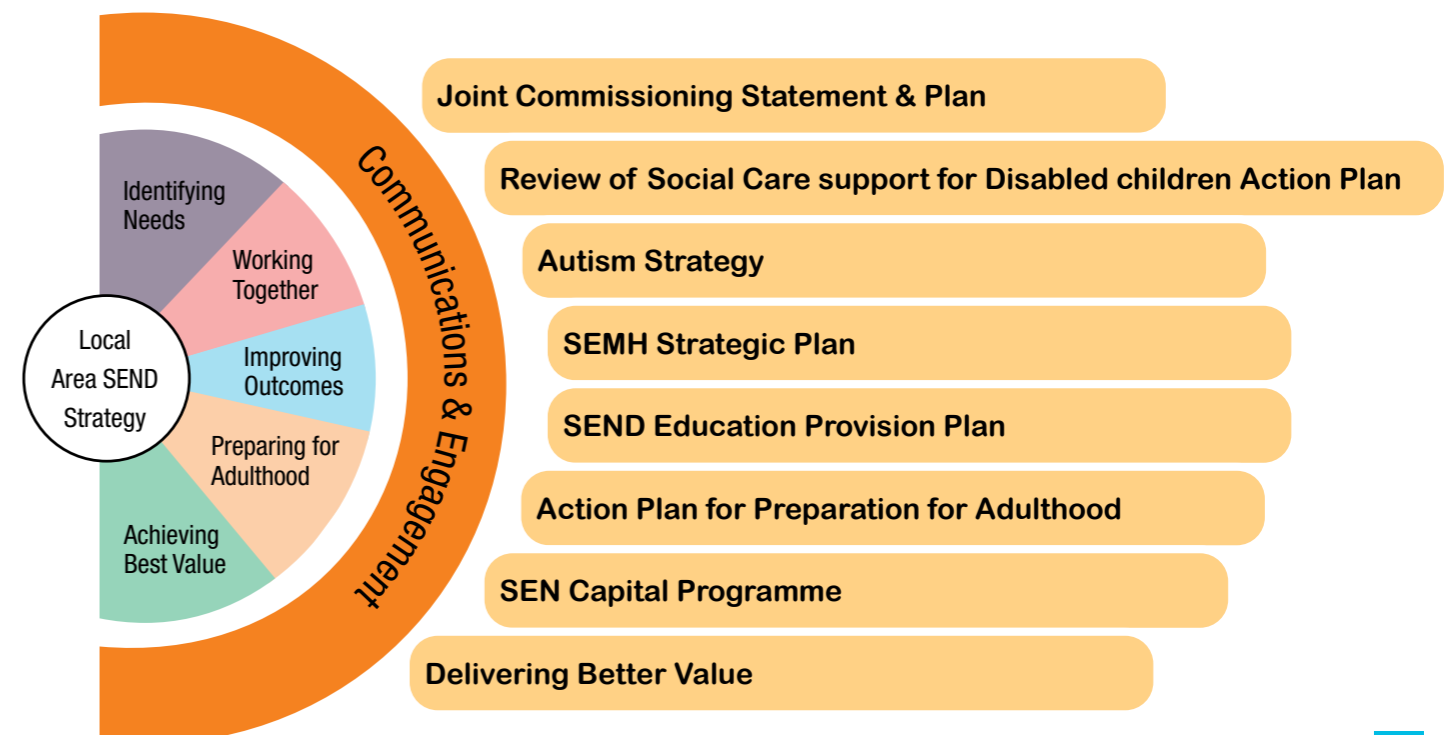 Identifying
Needs
Working
Together
Local
Area SEND
Strategy
Improving
Outcomes
Preparing for
Adulthood
Achieving
Best Value
Communications & Engagement
Joint Commissioning Statement & Plan
Review of Social Care support for Disabled children Action Plan
Autism Strategy
SEMH Strategic Plan
SEND Education Provision Plan
Action Plan for Preparation for Adulthood
SEN Capital Programme
Delivering Better Value